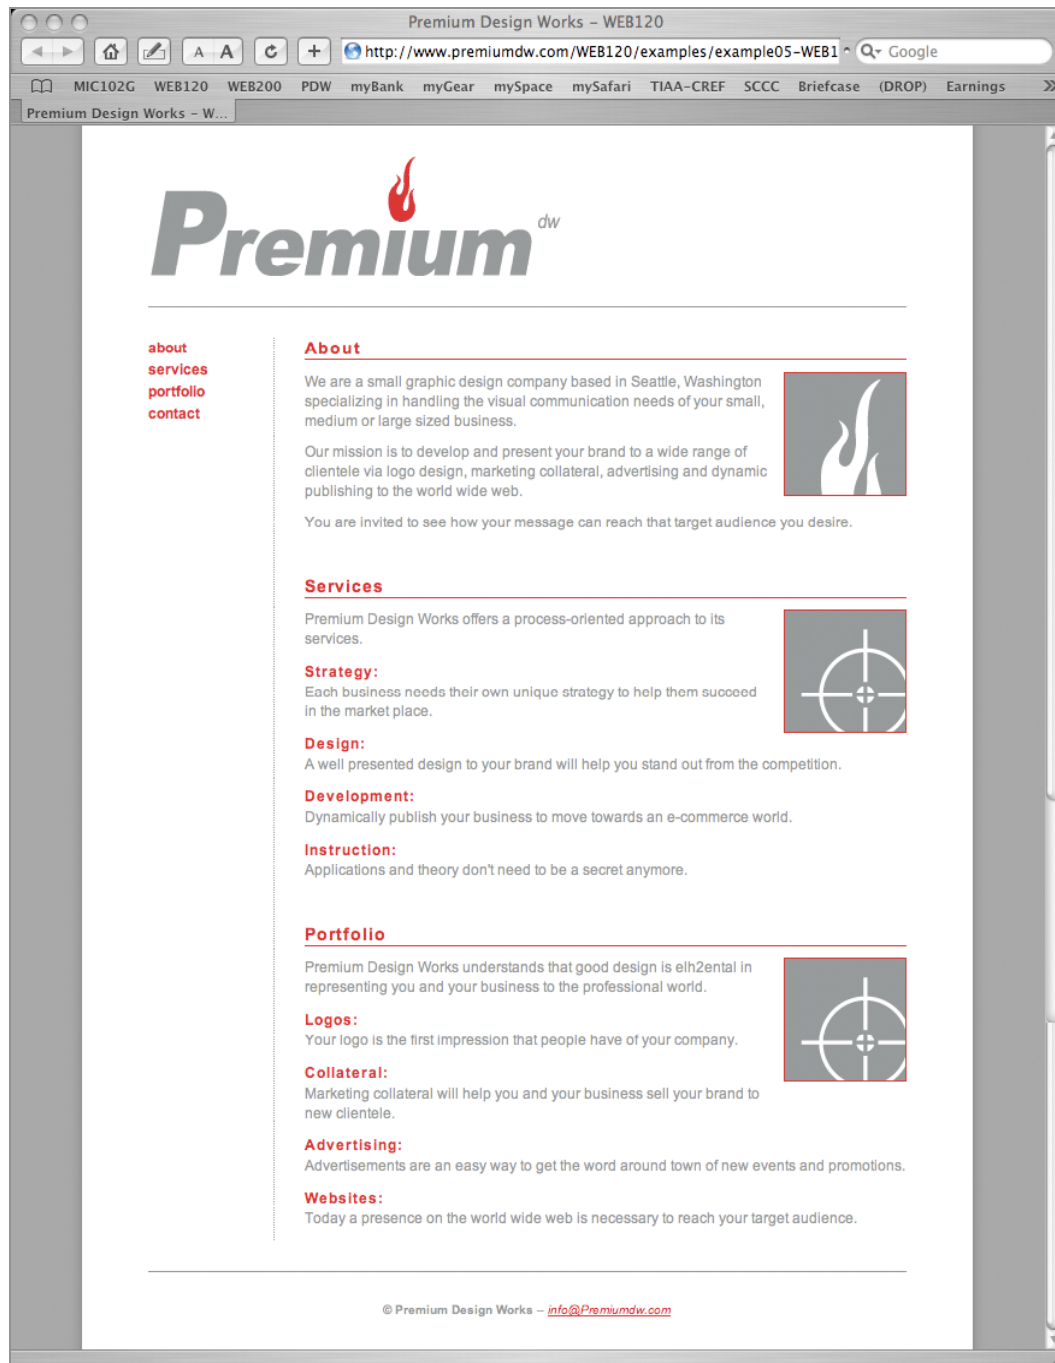 Premium Design Works – WEB120
A A
http://www.premiumdw.com/WEB120/examples/example05-WEB1
Google
MIC102G WEB120 WEB200 PDW myBank myGear mySpace mySafari TIAA-CREF SCCC Briefcase (DROP) Earnings »
Premium Design Works – W...
Premium dw
about
services
portfolio
contact
About
We are a small graphic design company based in Seattle, Washington
specializing in handling the visual communication needs of your small,
medium or large sized business.
Our mission is to develop and present your brand to a wide range of
clientele via logo design, marketing collateral, advertising and dynamic
publishing to the world wide web.
You are invited to see how your message can reach that target audience you desire.
Services
Premium Design Works offers a process-oriented approach to its
services.
Strategy:
Each business needs their own unique strategy to help them succeed
in the market place.
Design:
A well presented design to your brand will help you stand out from the competition.
Development:
Dynamically publish your business to move towards an e-commerce world.
Instruction:
Applications and theory don't need to be a secret anymore.
Portfolio
Premium Design Works understands that good design is elh2ental in
representing you and your business to the professional world.
Logos:
Your logo is the first impression that people have of your company.
Collateral:
Marketing collateral will help you and your business sell your brand to
new clientele.
Advertising:
Advertisements are an easy way to get the word around town of new events and promotions.
Websites:
Today a presence on the world wide web is necessary to reach your target audience.
© Premium Design Works – info@Premiumdw.com